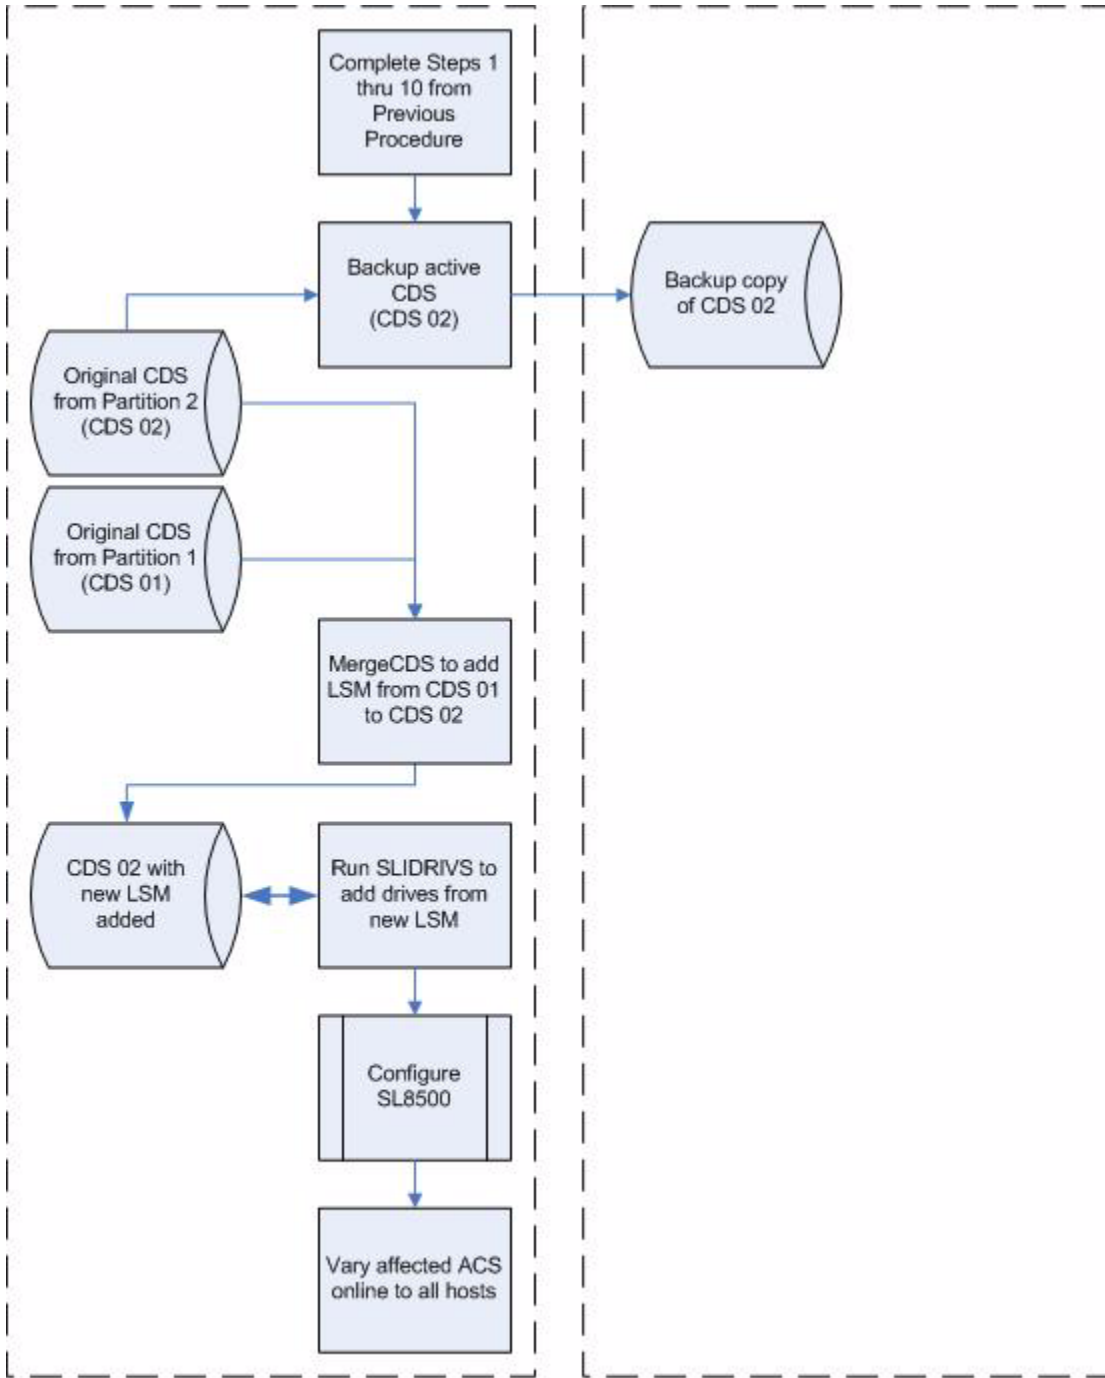 Complete Steps 1
thru 10 from
Previous
Procedure
Backup active
CDS
(CDS 02)
Backup copy
of CDS 02
Original CDS
from Partition 2
(CDS 02)
Original CDS
from Partition 1
(CDS 01)
MergeCDS to add
LSM from CDS 01
to CDS 02
CDS 02 with
new LSM
added
Run SLIDRIVS to
add drives from
new LSM
Configure
SL8500
Vary affected ACS
online to all hosts